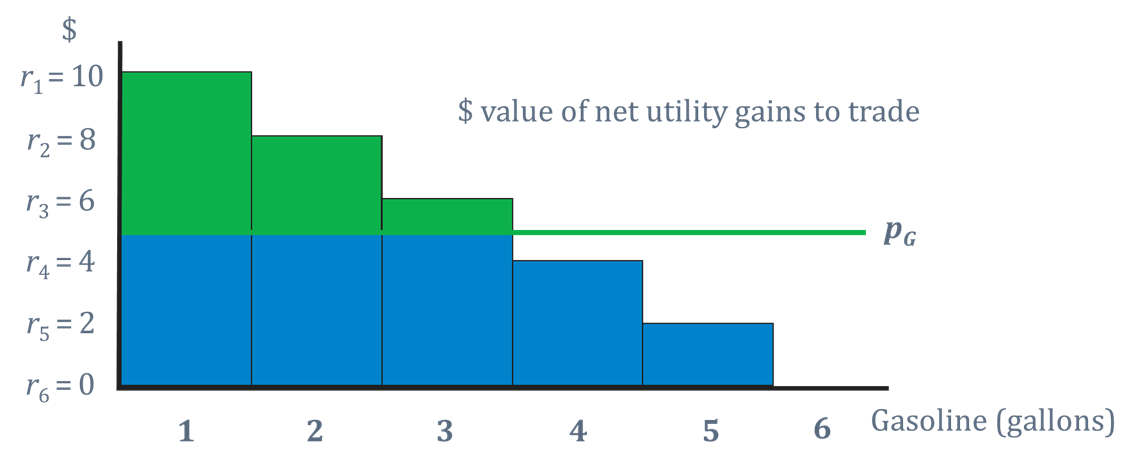 $
r₁ = 10
$ value of net utility gains to trade
r₂ = 8
r₃ = 6
p_G
r₄ = 4
r₅ = 2
r₆ = 0
1 2 3 4 5 6 Gasoline (gallons)